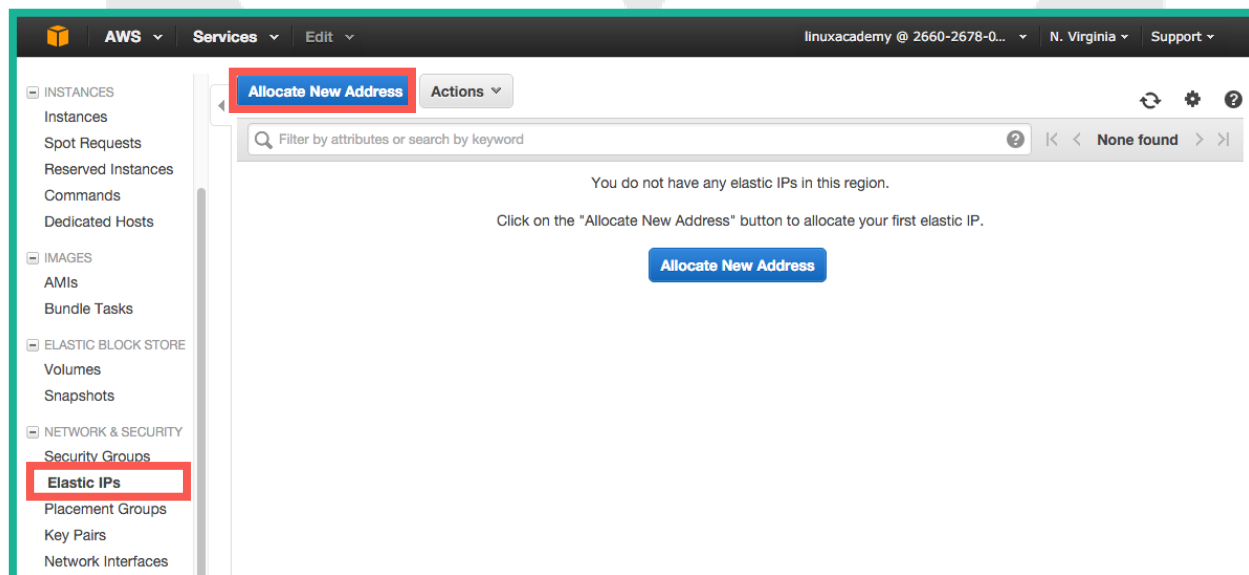 AWS Services Edit linuxacademy @ 2660-2678-0... N. Virginia Support
INSTANCES
Instances
Spot Requests
Reserved Instances
Commands
Dedicated Hosts
IMAGES
AMIs
Bundle Tasks
ELASTIC BLOCK STORE
Volumes
Snapshots
NETWORK & SECURITY
Security Groups
Elastic IPs
Placement Groups
Key Pairs
Network Interfaces
Allocate New Address Actions
Filter by attributes or search by keyword None found
You do not have any elastic IPs in this region.
Click on the "Allocate New Address" button to allocate your first elastic IP.
Allocate New Address